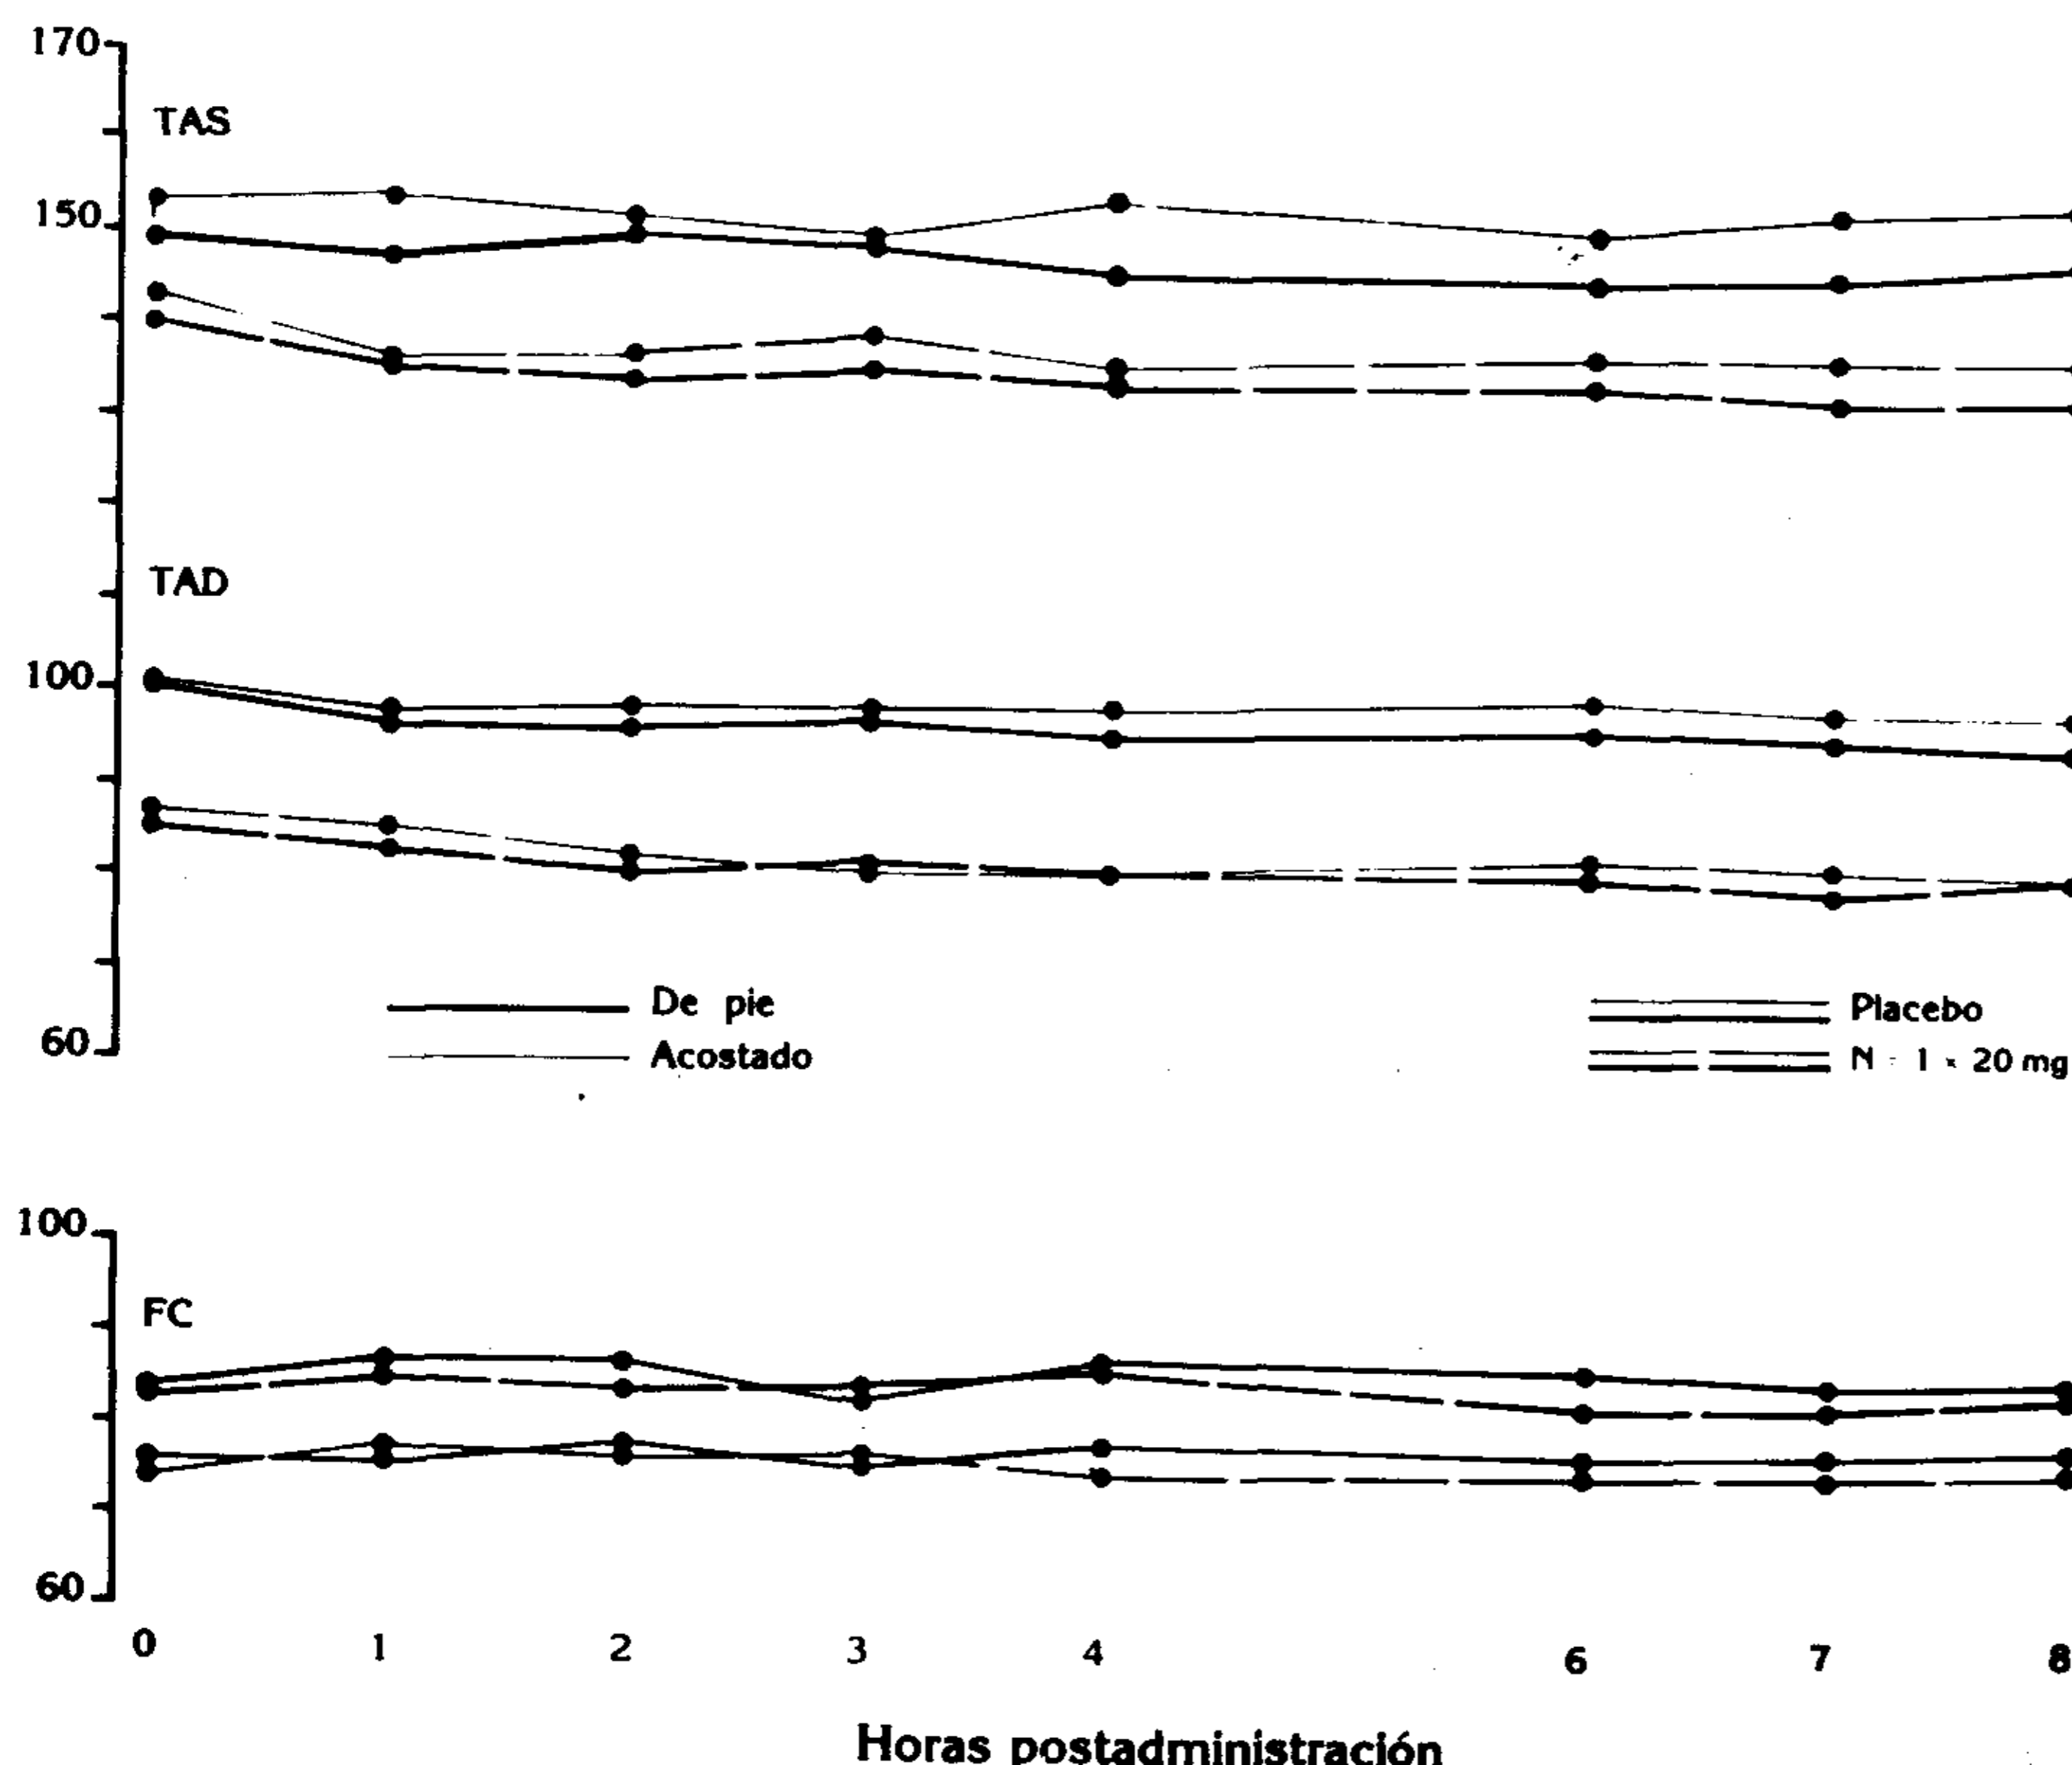 170
TAS
150
TAD
100
De pie
Acostado
Placebo
N - 1 × 20 mg
60
100
FC
60
0 1 2 3 4 6 7 8
Horas postadministración